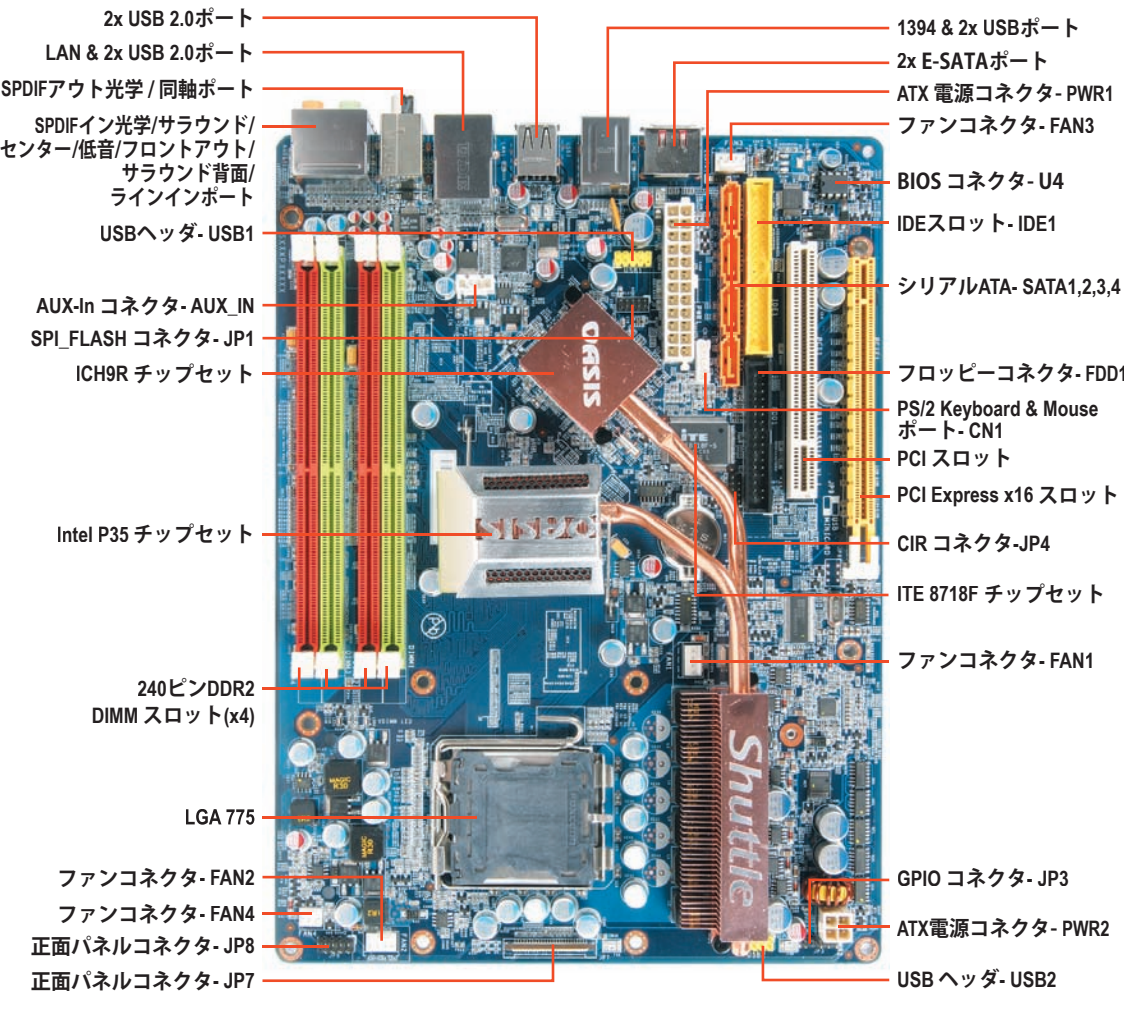 2x USB 2.0ポート
LAN & 2x USB 2.0ポート
SPDIFアウト光学 / 同軸ポート
SPDIFイン光学/サラウンド/
センター/低音/フロントアウト/
サラウンド背面/
ラインインポート
USBヘッダ- USB1
AUX-In コネクタ- AUX_IN
SPI_FLASH コネクタ- JP1
ICH9R チップセット
Intel P35 チップセット
240ピンDDR2
DIMM スロット(x4)
LGA 775
ファンコネクタ- FAN2
ファンコネクタ- FAN4
正面パネルコネクタ- JP8
正面パネルコネクタ- JP7
1394 & 2x USBポート
2x E-SATAポート
ATX 電源コネクタ- PWR1
ファンコネクタ- FAN3
BIOS コネクタ- U4
IDEスロット- IDE1
シリアルATA- SATA1,2,3,4
フロッピーコネクタ- FDD1
PS/2 Keyboard & Mouse
ポート- CN1
PCI スロット
PCI Express x16 スロット
CIR コネクタ-JP4
ITE 8718F チップセット
ファンコネクタ- FAN1
GPIO コネクタ- JP3
ATX電源コネクタ- PWR2
USB ヘッダ- USB2
OASIS
iTE
Shuttle
MAGIC
R30
MAGIC
R30
FAN1
FAN2
DIMM1
Pb